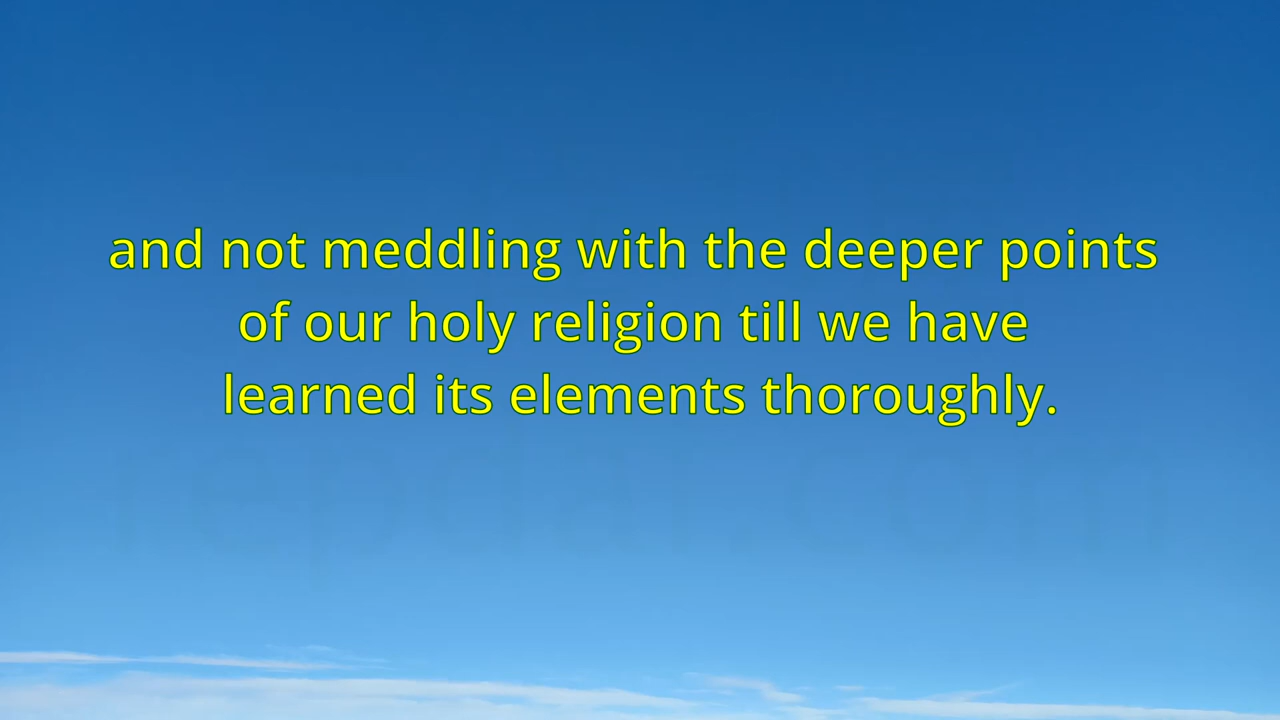 and not meddling with the deeper points
of our holy religion till we have
learned its elements thoroughly.